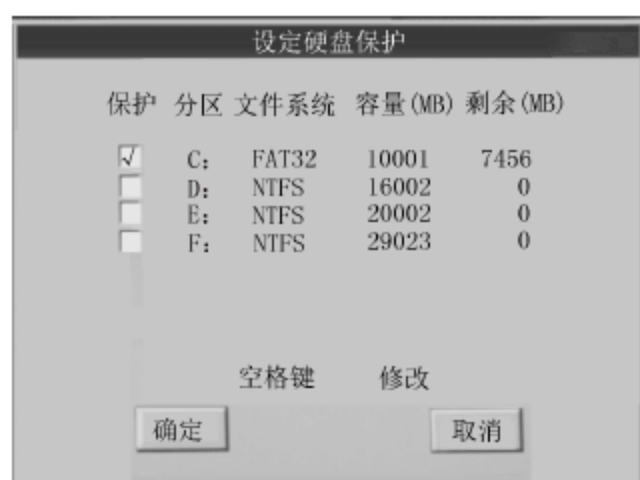 设定硬盘保护
保护 分区 文件系统 容量(MB) 剩余(MB)
√ C: FAT32 10001 7456
D: NTFS 16002 0
E: NTFS 20002 0
F: NTFS 29023 0
空格键 修改
确定 取消